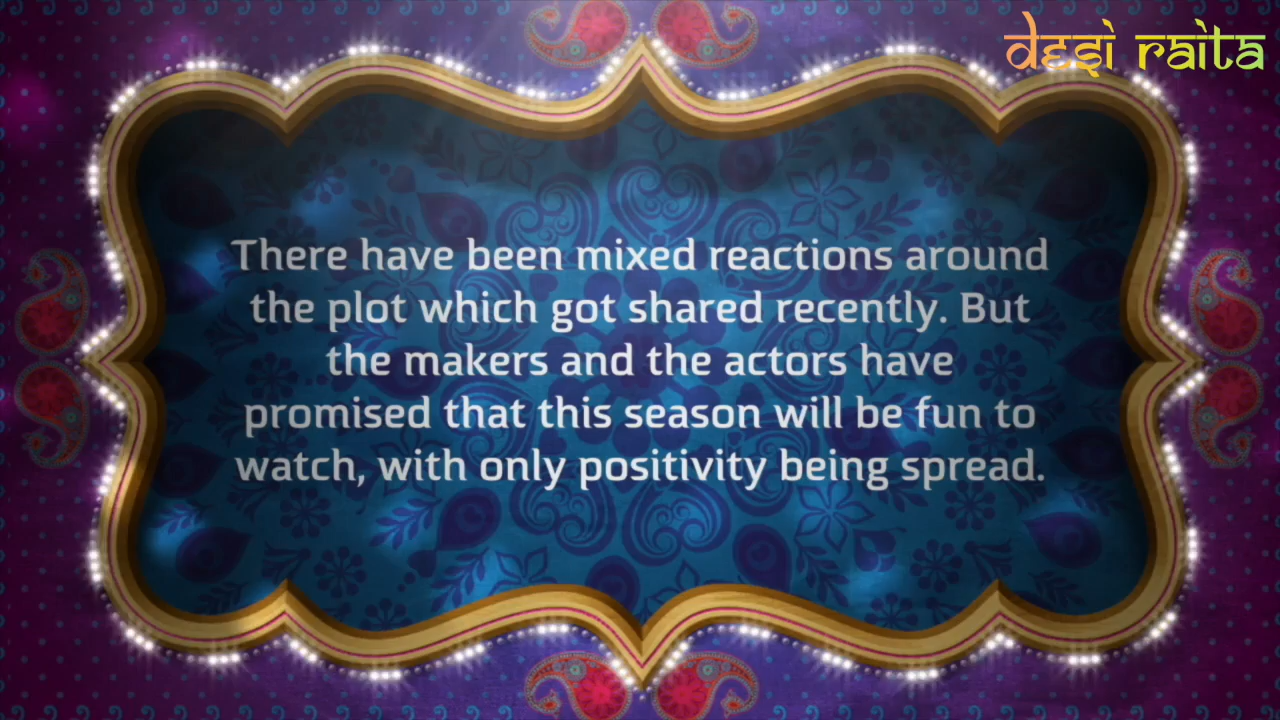 Desi Raita
There have been mixed reactions around
the plot which got shared recently. But
the makers and the actors have
promised that this season will be fun to
watch, with only positivity being spread.